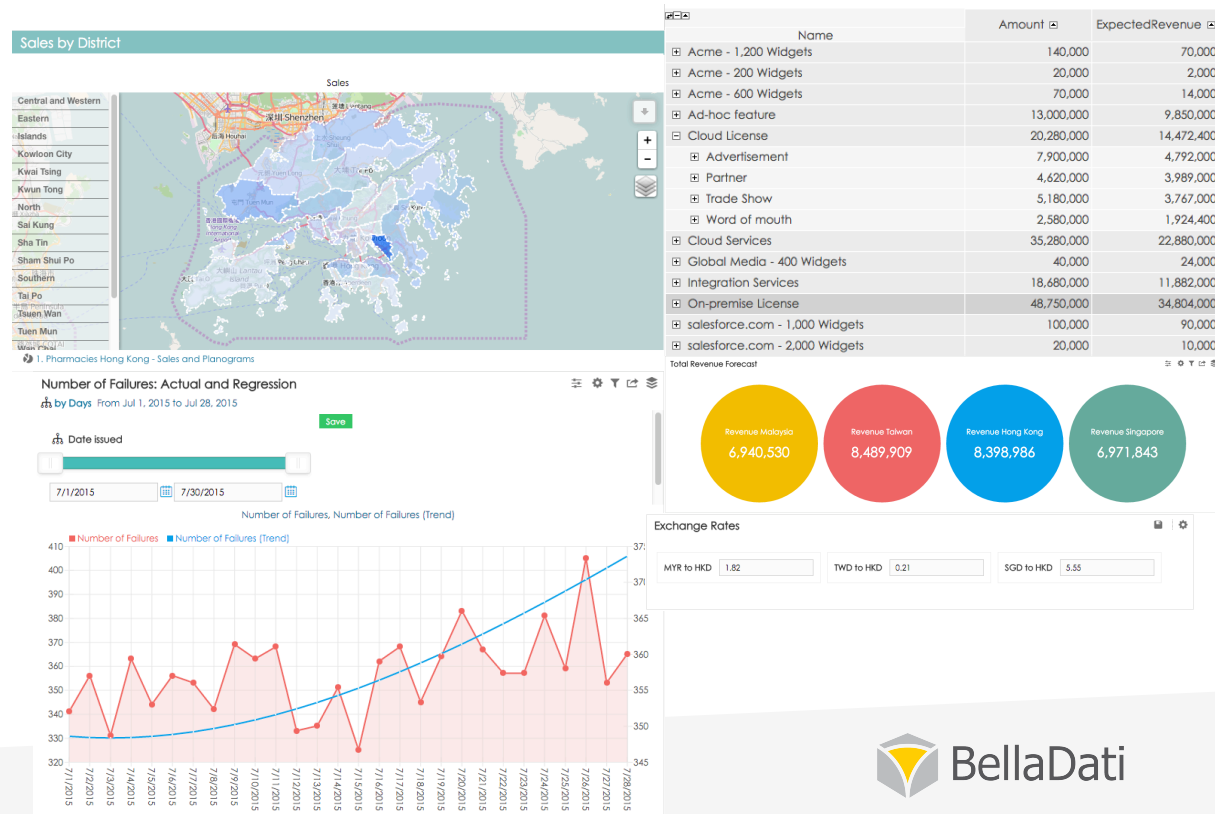 Sales by District
Sales
Central and Western
Eastern
Islands
Kowloon City
Kwai Tsing
Kwun Tong
North
Sai Kung
Sha Tin
Sham Shui Po
Southern
Tai Po
Tsuen Wan
Tuen Mun
Wan Chai
深圳 Shenzhen
后海 Houhai
+
−
1. Pharmacies Hong Kong - Sales and Planograms
Name Amount ExpectedRevenue
Acme - 1,200 Widgets 140,000 70,000
Acme - 200 Widgets 20,000 2,000
Acme - 600 Widgets 70,000 14,000
Ad-hoc feature 13,000,000 9,850,000
Cloud License 20,280,000 14,472,400
Advertisement 7,900,000 4,792,000
Partner 4,620,000 3,989,000
Trade Show 5,180,000 3,767,000
Word of mouth 2,580,000 1,924,400
Cloud Services 35,280,000 22,880,000
Global Media - 400 Widgets 40,000 24,000
Integration Services 18,680,000 11,882,000
On-premise License 48,750,000 34,804,000
salesforce.com - 1,000 Widgets 100,000 90,000
salesforce.com - 2,000 Widgets 20,000 10,000
Total Revenue Forecast
Revenue Malaysia
6,940,530
Revenue Taiwan
8,489,909
Revenue Hong Kong
8,398,986
Revenue Singapore
6,971,843
Number of Failures: Actual and Regression
by Days From Jul 1, 2015 to Jul 28, 2015
Save
Date issued
7/1/2015 7/30/2015
Number of Failures, Number of Failures (Trend)
Number of Failures Number of Failures (Trend)
410
400
390
380
370
360
350
340
330
320
365
360
355
350
345
7/1/2015
7/2/2015
7/3/2015
7/4/2015
7/5/2015
7/6/2015
7/7/2015
7/8/2015
7/9/2015
7/10/2015
7/11/2015
7/12/2015
7/13/2015
7/14/2015
7/15/2015
7/16/2015
7/17/2015
7/18/2015
7/19/2015
7/20/2015
7/21/2015
7/22/2015
7/23/2015
7/24/2015
7/25/2015
7/26/2015
7/27/2015
7/28/2015
Exchange Rates
MYR to HKD 1.82
TWD to HKD 0.21
SGD to HKD 5.55
BellaDati